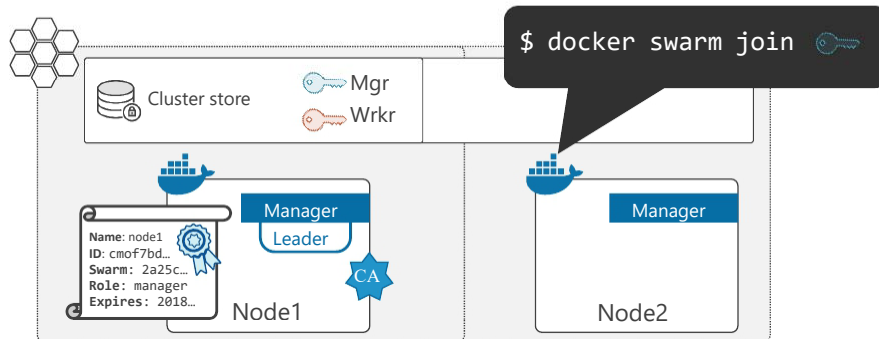 $ docker swarm join
Cluster store
Mgr
Wrkr
Manager
Leader
Name: node1
ID: cmof7bd…
Swarm: 2a25c…
Role: manager
Expires: 2018…
CA
Node1
Manager
Node2